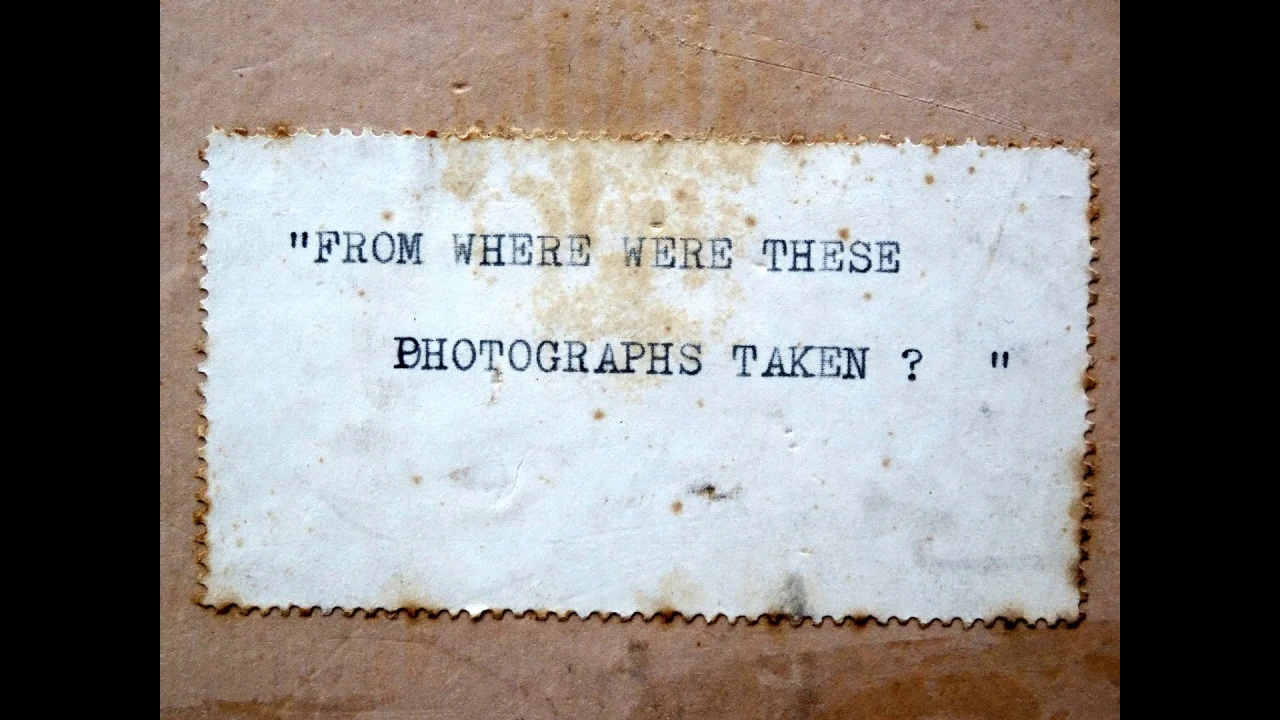 "FROM WHERE WERE THESE
PHOTOGRAPHS TAKEN ? "